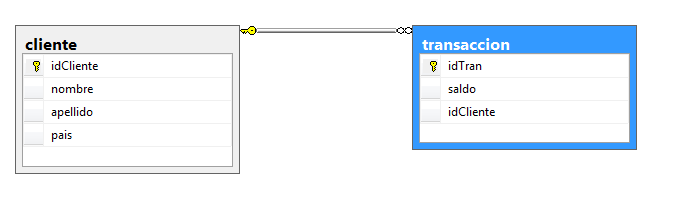 cliente
idCliente
nombre
apellido
pais
transaccion
idTran
saldo
idCliente